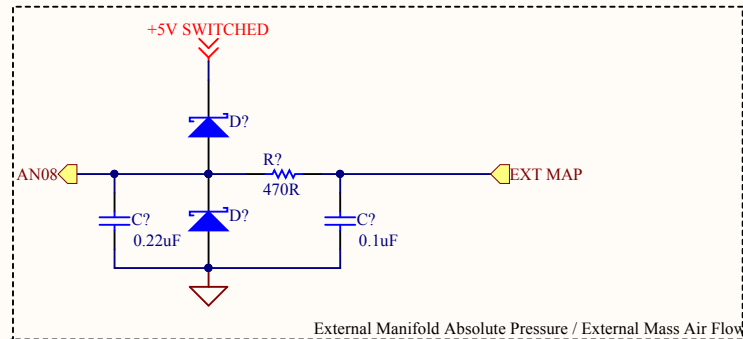 +5V SWITCHED
D?
AN08
R?
470R
EXT MAP
C?
0.22uF
D?
C?
0.1uF
External Manifold Absolute Pressure / External Mass Air Flow